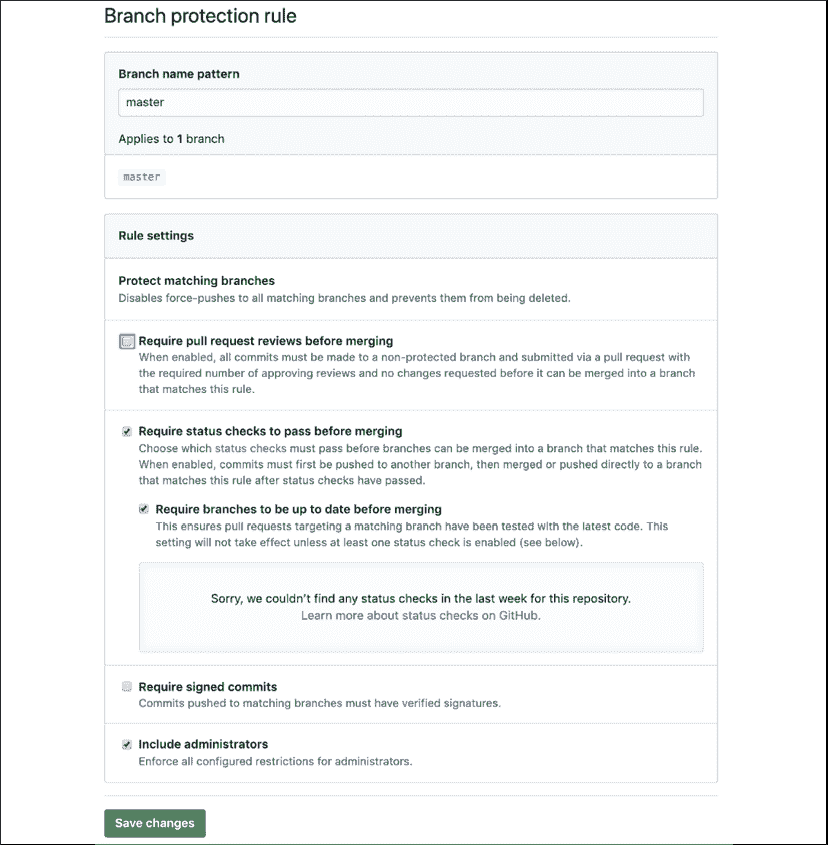 Branch protection rule
Branch name pattern
master
Applies to 1 branch
master
Rule settings
Protect matching branches
Disables force-pushes to all matching branches and prevents them from being deleted.
Require pull request reviews before merging
When enabled, all commits must be made to a non-protected branch and submitted via a pull request with
the required number of approving reviews and no changes requested before it can be merged into a branch
that matches this rule.
Require status checks to pass before merging
Choose which status checks must pass before branches can be merged into a branch that matches this rule.
When enabled, commits must first be pushed to another branch, then merged or pushed directly to a branch
that matches this rule after status checks have passed.
Require branches to be up to date before merging
This ensures pull requests targeting a matching branch have been tested with the latest code. This
setting will not take effect unless at least one status check is enabled (see below).
Sorry, we couldn't find any status checks in the last week for this repository.
Learn more about status checks on GitHub.
Require signed commits
Commits pushed to matching branches must have verified signatures.
Include administrators
Enforce all configured restrictions for administrators.
Save changes